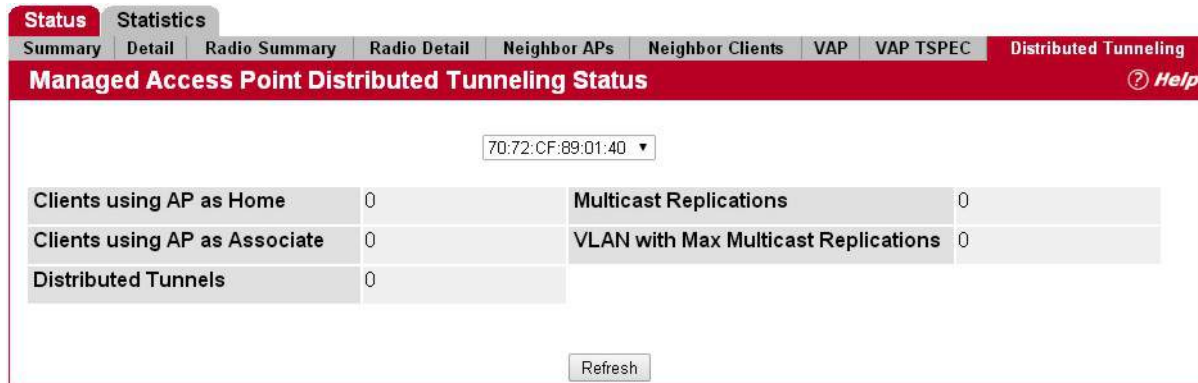 Status Statistics
Summary Detail Radio Summary Radio Detail Neighbor APs Neighbor Clients VAP VAP TSPEC Distributed Tunneling
Managed Access Point Distributed Tunneling Status ? Help
70:72:CF:89:01:40
Clients using AP as Home 0 Multicast Replications 0
Clients using AP as Associate 0 VLAN with Max Multicast Replications 0
Distributed Tunnels 0
Refresh